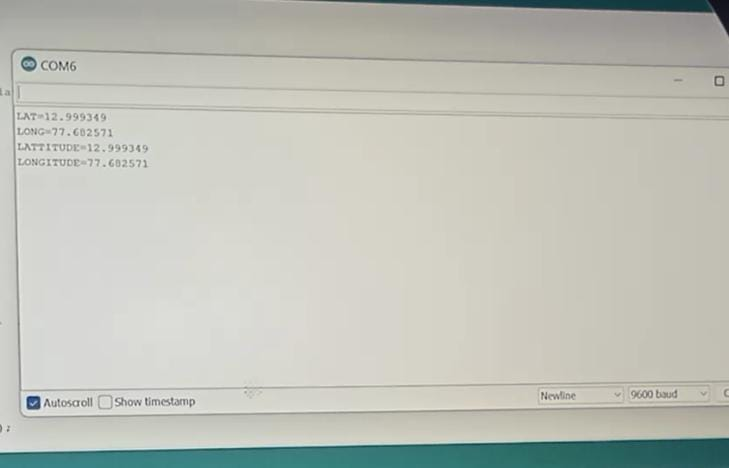 COM6
LAT=12.999349
LONG=77.682571
LATTITUDE=12.999349
LONGITUDE=77.682571
Autoscroll Show timestamp Newline 9600 baud